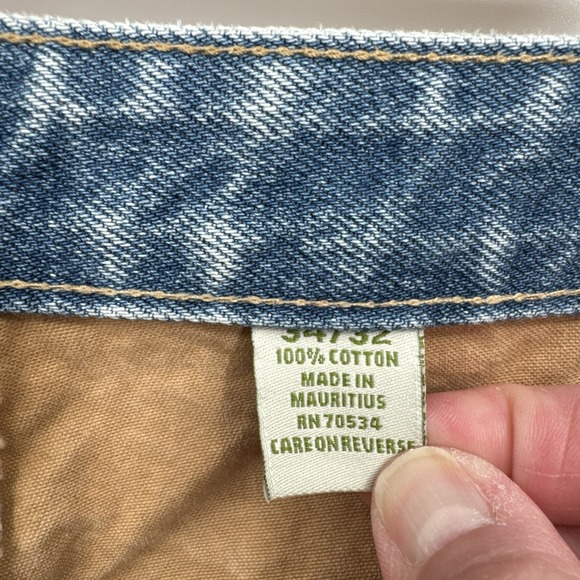 34/32
100% COTTON
MADE IN
MAURITIUS
RN 70534
CARE ON REVERSE